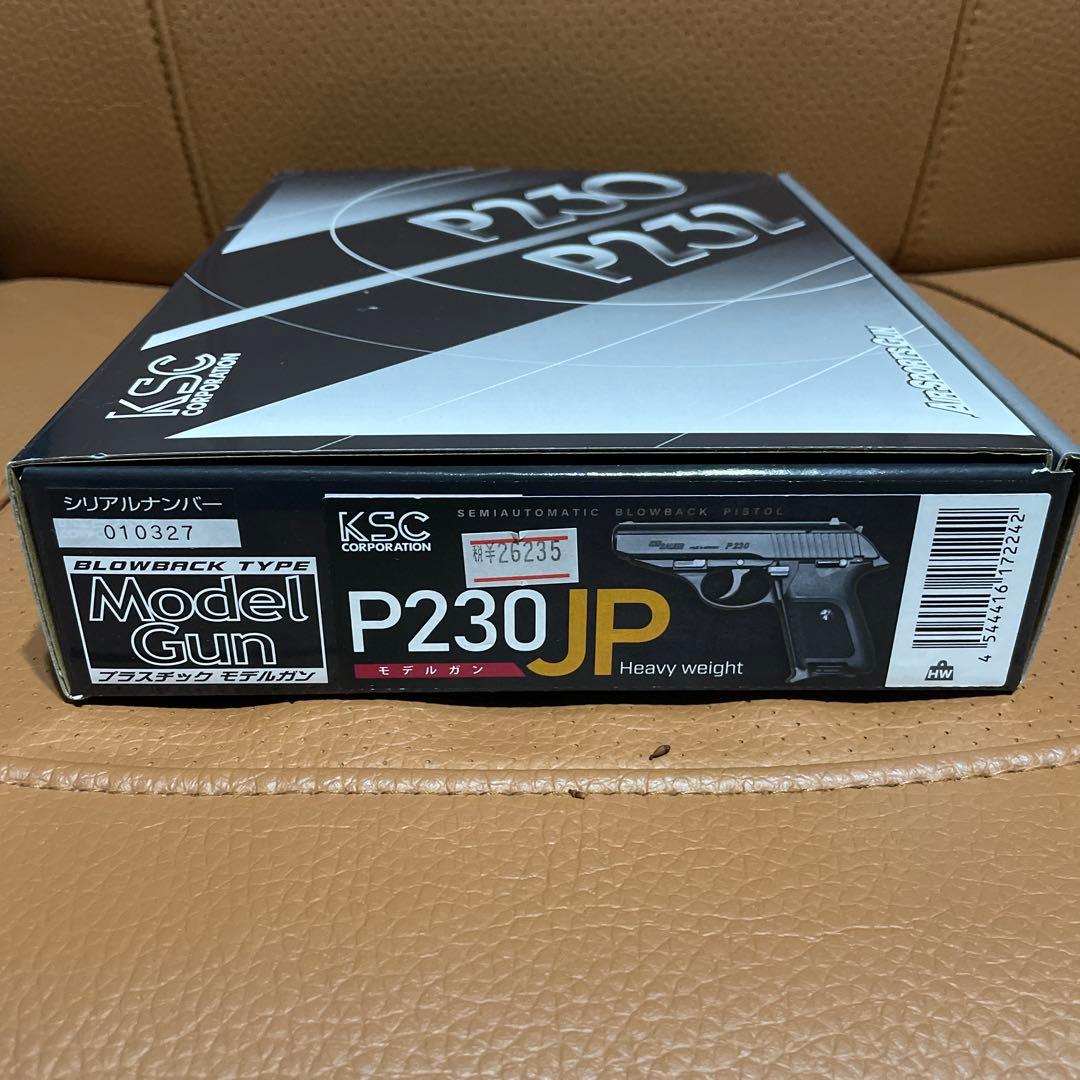 P230
P232
KSC
CORPORATION
AIRSPORTSGUN
シリアルナンバー
010327
BLOWBACK TYPE
Model
Gun
プラスチック モデルガン
KSC
CORPORATION
SEMIAUTOMATIC BLOWBACK PISTOL
税¥26235
P230JP
モデルガン
Heavy weight
P230
4 544416 172242
HW